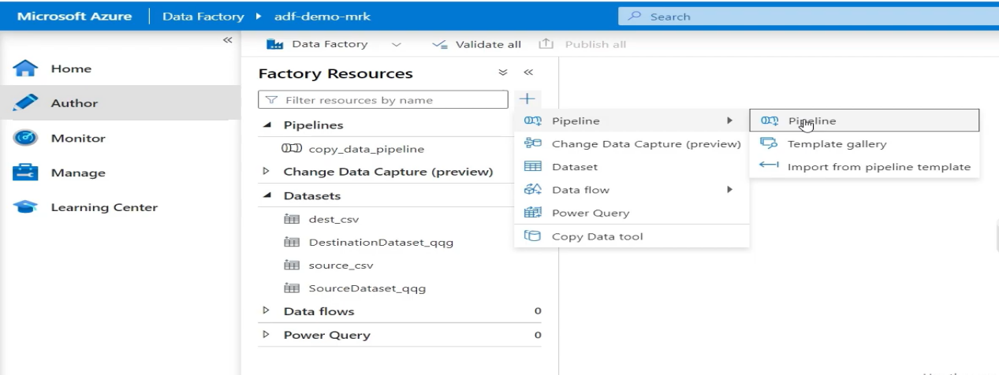 Microsoft Azure Data Factory adf-demo-mrk Search
Data Factory Validate all Publish all
Home
Author
Monitor
Manage
Learning Center
Factory Resources
Filter resources by name
Pipelines
copy_data_pipeline
Change Data Capture (preview)
Datasets
dest_csv
DestinationDataset_qqg
source_csv
SourceDataset_qqg
Data flows 0
Power Query 0
Pipeline
Change Data Capture (preview)
Dataset
Data flow
Power Query
Copy Data tool
Pipeline
Template gallery
Import from pipeline template